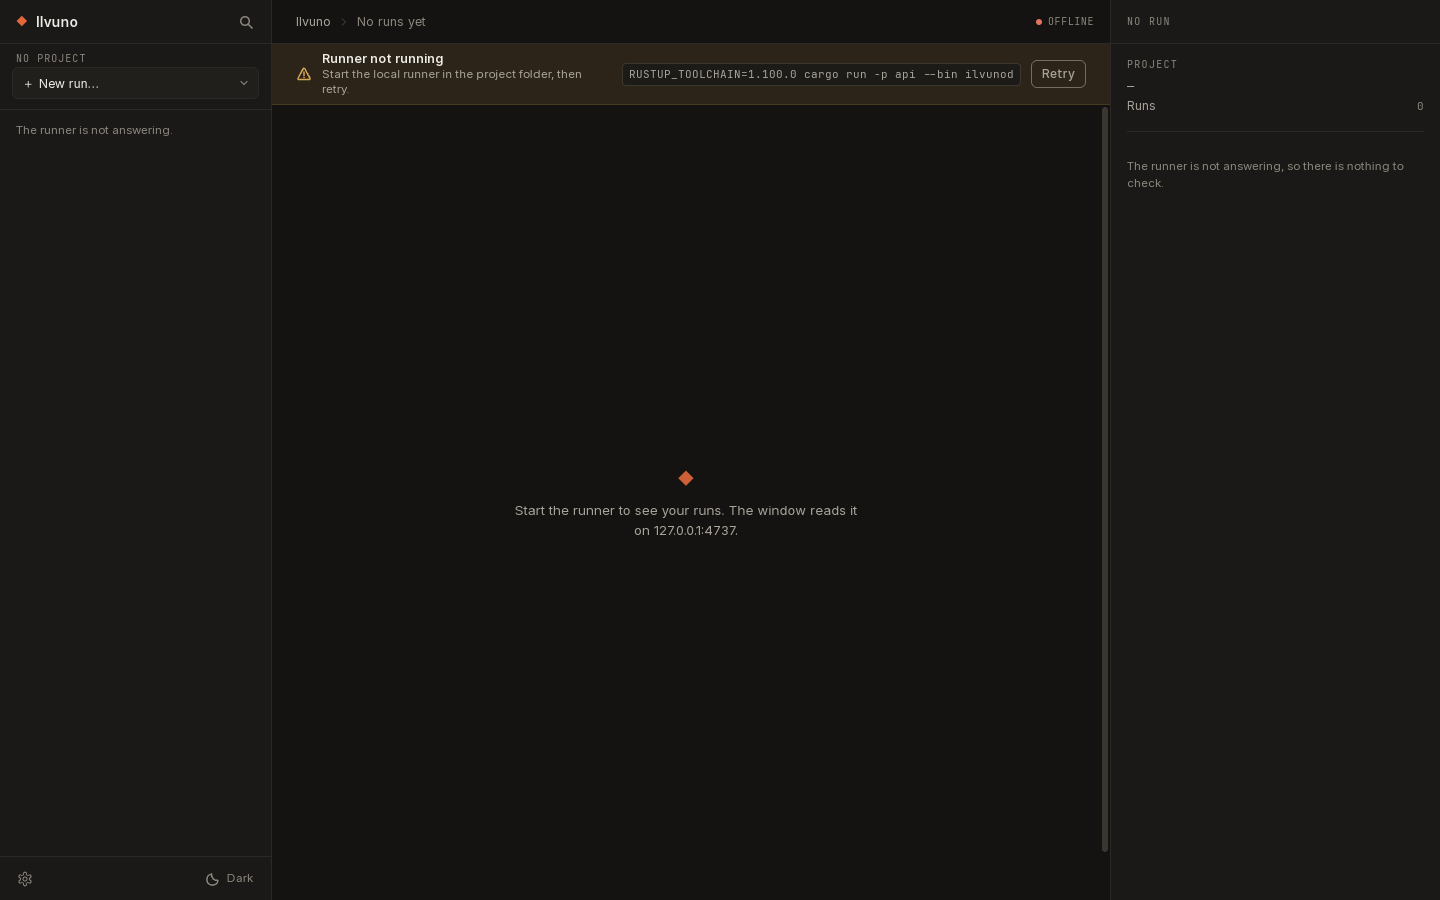 Ilvuno
NO PROJECT
+ New run...
The runner is not answering.
Dark
Ilvuno > No runs yet
OFFLINE
Runner not running
Start the local runner in the project folder, then
retry.
RUSTUP_TOOLCHAIN=1.100.0 cargo run -p api --bin ilvunod
Retry
Start the runner to see your runs. The window reads it
on 127.0.0.1:4737.
NO RUN
PROJECT
—
Runs 0
The runner is not answering, so there is nothing to
check.